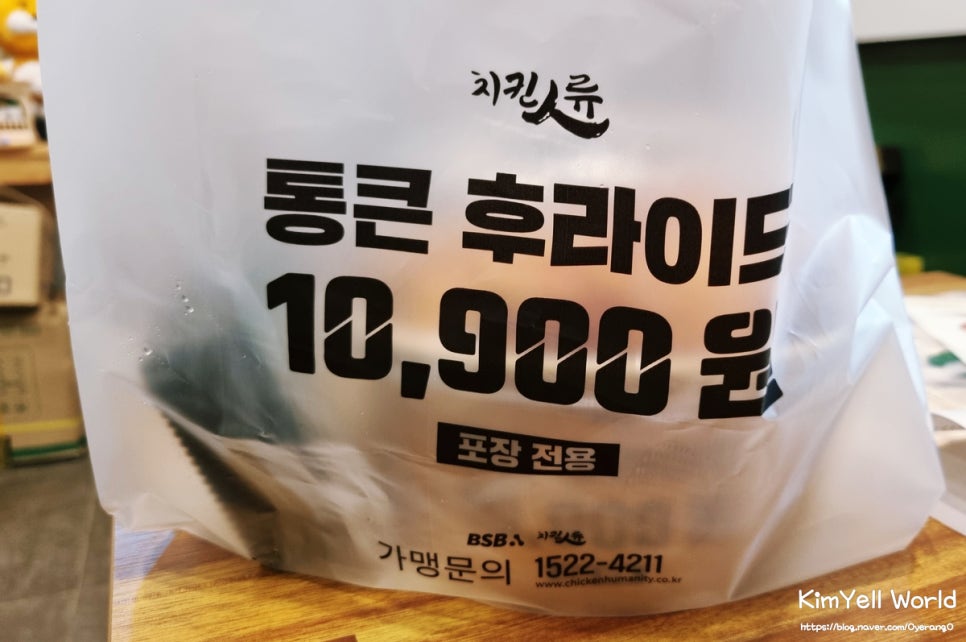 치킨人류
통큰 후라이드
10,900 원
포장 전용
BSB 치킨人류
가맹문의 1522-4211
www.chickenhumanity.co.kr
KimYell World
https://blog.naver.com/0yerang0